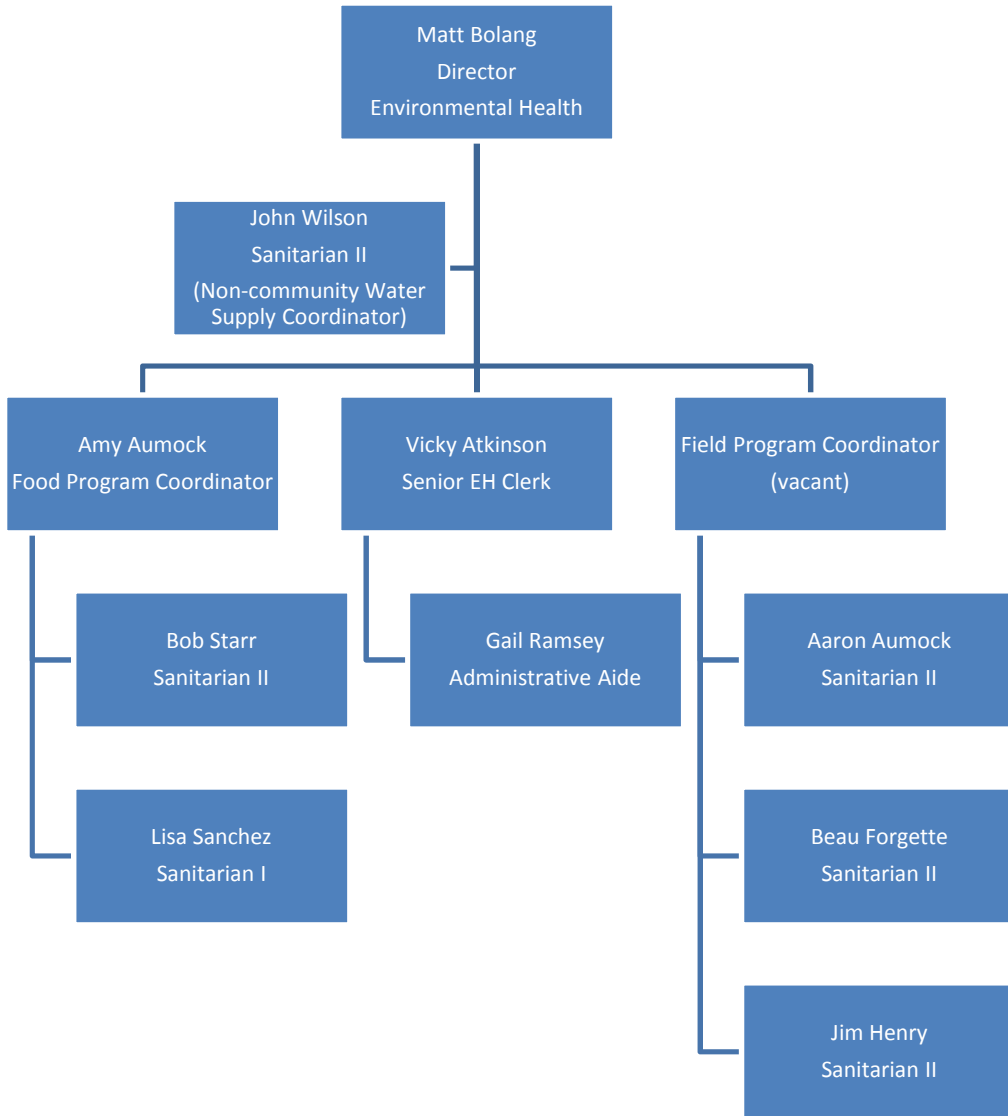 Matt Bolang
Director
Environmental Health
John Wilson
Sanitarian II
(Non-community Water
Supply Coordinator)
Amy Aumock
Food Program Coordinator
Vicky Atkinson
Senior EH Clerk
Field Program Coordinator
(vacant)
Bob Starr
Sanitarian II
Gail Ramsey
Administrative Aide
Aaron Aumock
Sanitarian II
Lisa Sanchez
Sanitarian I
Beau Forgette
Sanitarian II
Jim Henry
Sanitarian II